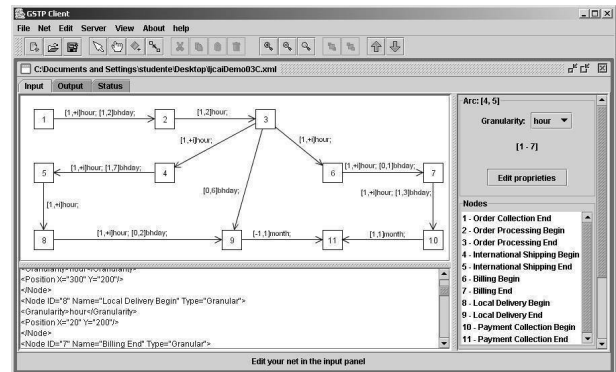 GSTP Client
File Net Edit Server View About help
C:\Documents and Settings\studente\Desktop\ijcaiDemo03C.xml
Input Output Status
1
[1,+i]hour; [1,2]bhday;
2
[1,2]hour;
3
[1,+i]hour;
[1,+i]hour;
5
[1,+i]hour; [1,7]bhday;
4
6
[1,+i]hour; [0,1]bhday;
7
[0,6]bhday;
[1,+i]hour; [1,3]bhday;
[1,+i]hour;
8
[1,+i]hour; [0,2]bhday;
9
[-1,1]month;
11
[1,1]month;
10
<Granularity>hour</Granularity>
<Position X="300" Y="200"/>
</Node>
<Node ID="8" Name="Local Delivery Begin" Type="Granular">
<Granularity>hour</Granularity>
<Position X="20" Y="200"/>
</Node>
<Node ID="7" Name="Billing End" Type="Granular">
Arc: [4, 5]
Granularity: hour
[1 - 7]
Edit proprieties
Nodes
1 - Order Collection End
2 - Order Processing Begin
3 - Order Processing End
4 - International Shipping Begin
5 - International Shipping End
6 - Billing Begin
7 - Billing End
8 - Local Delivery Begin
9 - Local Delivery End
10 - Payment Collection Begin
11 - Payment Collection End
Edit your net in the input panel